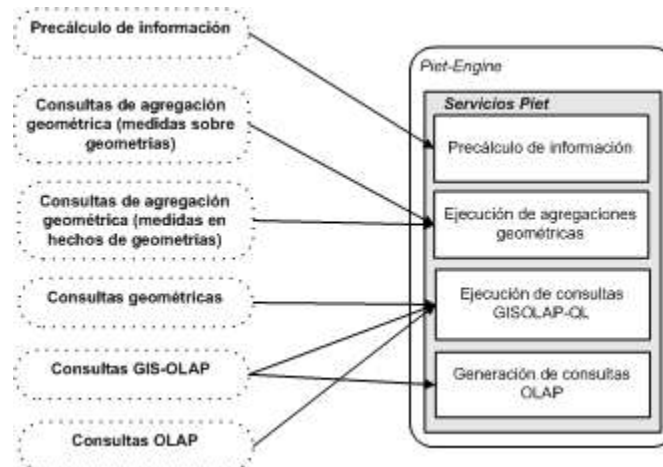 Precálculo de información
Consultas de agregación
geométrica (medidas sobre
geometrías)
Consultas de agregación
geométrica (medidas en
hechos de geometrías)
Consultas geométricas
Consultas GIS-OLAP
Consultas OLAP
Piet-Engine
Servicios Piet
Precálculo de información
Ejecución de agregaciones
geométricas
Ejecución de consultas
GISOLAP-QL
Generación de consultas
OLAP